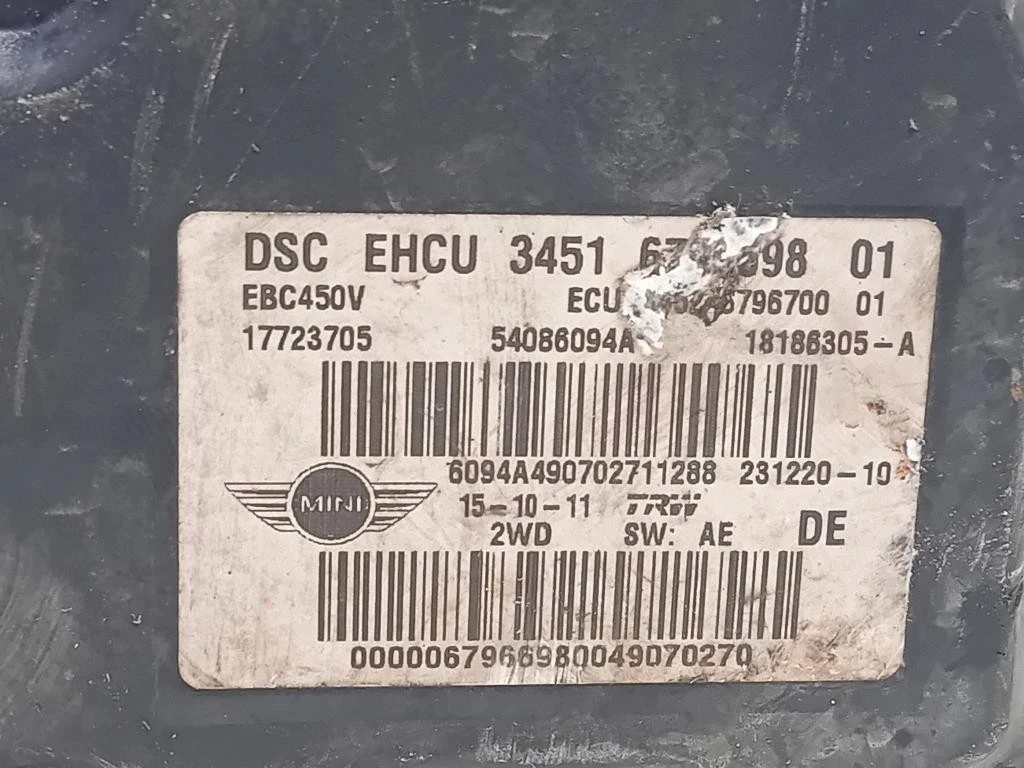 DSC EHCU 3451 01
EBC450V ECU 01
17723705 54086094A 18186305-A
6094A490702711288 231220-10
MINI 15-10-11 TRW
2WD SW: AE DE
0000067966980049070270